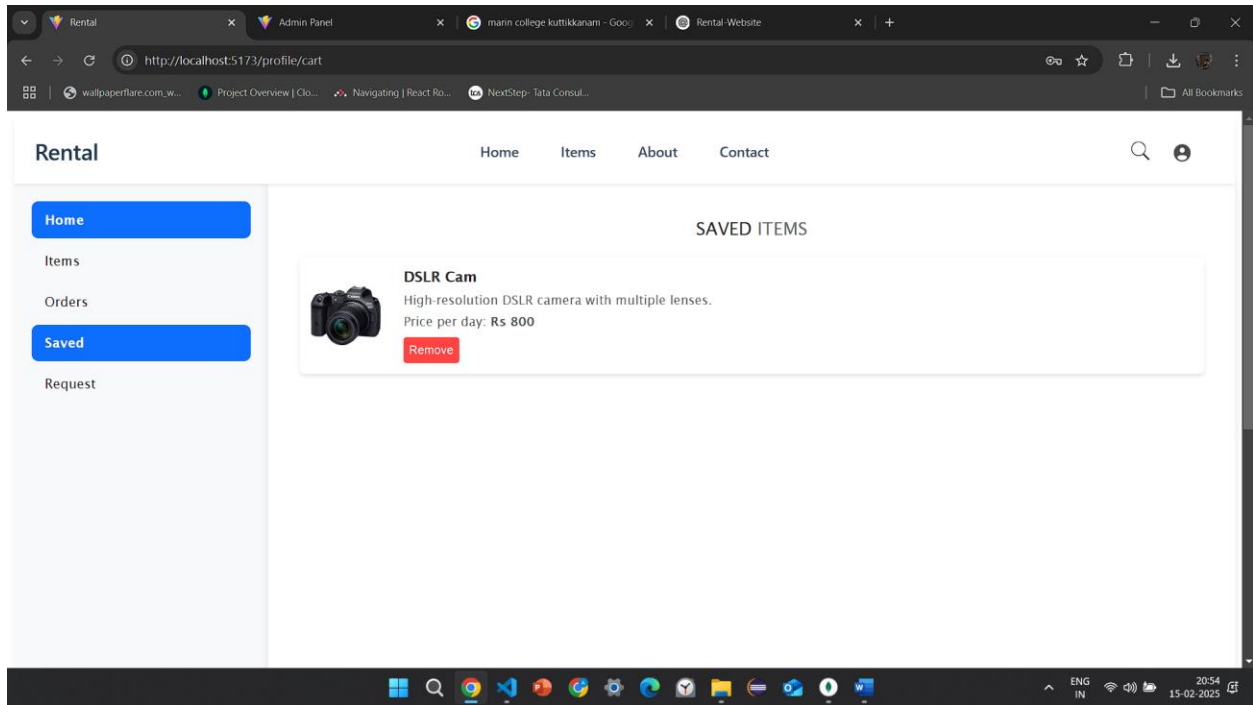 Rental
Admin Panel
marin college kuttikkanam - Goog
Rental-Website
http://localhost:5173/profile/cart
wallpaperflare.com_w...
Project Overview | Clo...
Navigating | React Ro...
NextStep- Tata Consul...
All Bookmarks
Rental
Home
Items
About
Contact
Home
Items
Orders
Saved
Request
SAVED ITEMS
DSLR Cam
High-resolution DSLR camera with multiple lenses.
Price per day: Rs 800
Remove
ENG
IN
20:54
15-02-2025